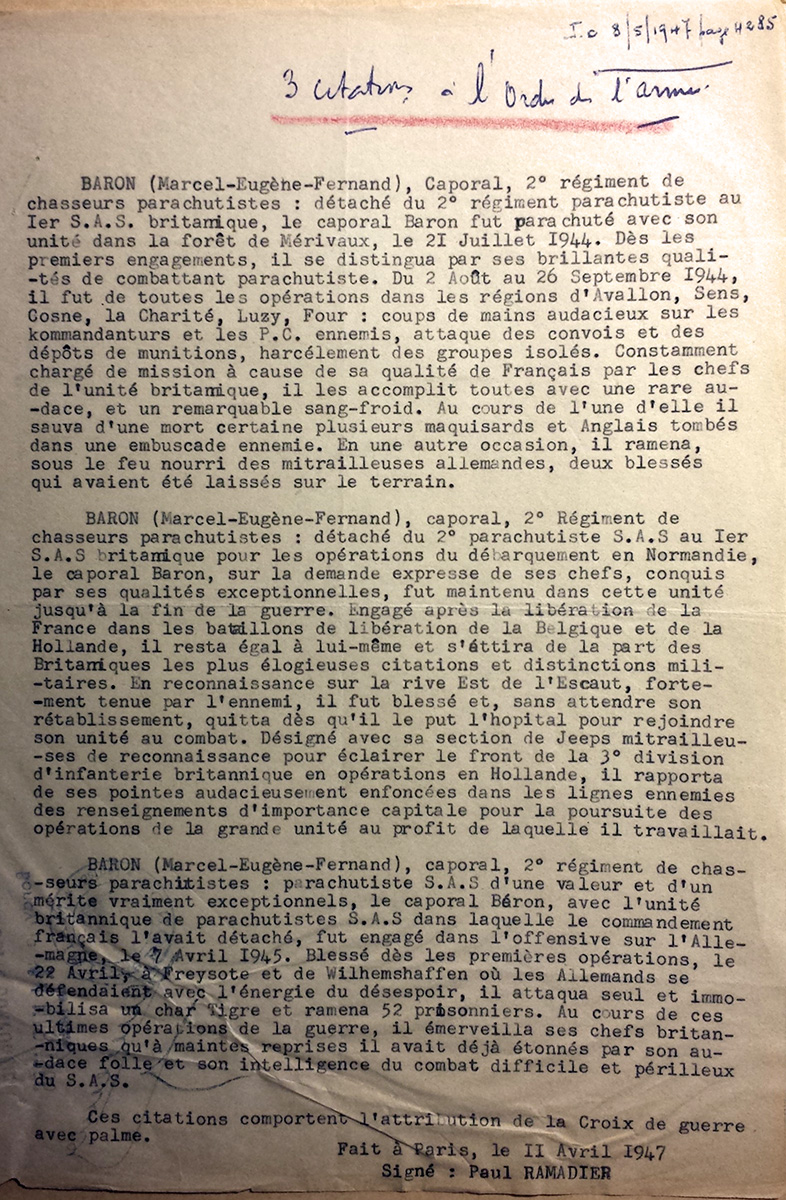 I.o 8/5/1947 page 4285
3 citations à l'Ordre de l'armée.
BARON (Marcel-Eugène-Fernand), Caporal, 2° régiment de
chasseurs parachutistes : détaché du 2° régiment parachutiste au
Ier S.A.S. britannique, le caporal Baron fut parachuté avec son
unité dans la forêt de Mérivaux, le 2I Juillet I944. Dès les
premiers engagements, il se distingua par ses brillantes quali-
-tés de combattant parachutiste. Du 2 Août au 26 Septembre I944,
il fut de toutes les opérations dans les régions d'Avallon, Sens,
Cosne, la Charité, Luzy, Four : coups de mains audacieux sur les
kommandanturs et les P.C. ennemis, attaque des convois et des
dépôts de munitions, harcélement des groupes isolés. Constamment
chargé de mission à cause de sa qualité de Français par les chefs
de l'unité britannique, il les accomplit toutes avec une rare au-
-dace, et un remarquable sang-froid. Au cours de l'une d'elle il
sauva d'une mort certaine plusieurs maquisards et Anglais tombés
dans une embuscade ennemie. En une autre occasion, il ramena,
sous le feu nourri des mitrailleuses allemandes, deux blessés
qui avaient été laissés sur le terrain.
BARON (Marcel-Eugène-Fernand), caporal, 2° Régiment de
chasseurs parachutistes : détaché du 2° parachutiste S.A.S au Ier
S.A.S britannique pour les opérations du débarquement en Normandie,
le caporal Baron, sur la demande expresse de ses chefs, conquis
par ses qualités exceptionnelles, fut maintenu dans cette unité
jusqu'à la fin de la guerre. Engagé après la libération de la
France dans les bataillons de libération de la Belgique et de la
Hollande, il resta égal à lui-même et s'áttira de la part des
Britanniques les plus élogieuses citations et distinctions mili-
-taires. En reconnaissance sur la rive Est de l'Escaut, forte-
-ment tenue par l'ennemi, il fut blessé et, sans attendre son
rétablissement, quitta dès qu'il le put l'hopital pour rejoindre
son unité au combat. Désigné avec sa section de Jeeps mitrailleu-
-ses de reconnaissance pour éclairer le front de la 3° division
d'infanterie britannique en opérations en Hollande, il rapporta
de ses pointes audacieusement enfoncées dans les lignes ennemies
des renseignements d'importance capitale pour la poursuite des
opérations de la grande unité au profit de laquelle il travaillait.
BARON (Marcel-Eugène-Fernand), caporal, 2° régiment de chas-
-seurs parachitistes : parachutiste S.A.S d'une valeur et d'un
mérite vraiment exceptionnels, le caporal Béron, avec l'unité
britannique de parachutistes S.A.S dans laquelle le commandement
français l'avait détaché, fut engagé dans l'offensive sur l'Alle-
-magne, le 7 Avril I945. Blessé dès les premières opérations, le
22 Avril, à Freysote et de Wilhemshaffen où les Allemands se
défendaient avec l'énergie du désespoir, il attaqua seul et immo-
-bilisa un char Tigre et ramena 52 prisonniers. Au cours de ces
ultimes opérations de la guerre, il émerveilla ses chefs britan-
-niques qu'à maintes reprises il avait déjà étonnés par son au-
-dace folle et son intelligence du combat difficile et périlleux
du S.A.S.
Ces citations comportent l'attribution de la Croix de guerre
avec palme.
Fait à Paris, le II Avril I947
Signé : Paul RAMADIER